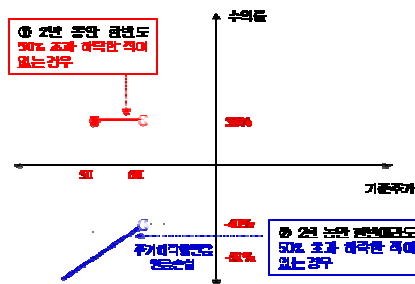 수익률
① 2년 동안 한번도
50% 초과 하락한 적이
없는 경우
50
60
기준주가
-40%
② 2년 동안 한번이라도
50% 초과 하락한 적이
있는 경우
주가하락률만큼
원금손실
-50%